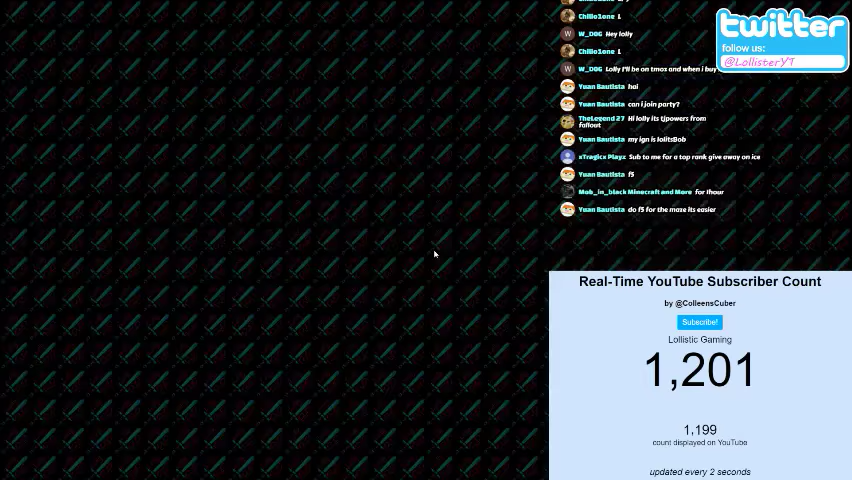 Chillo1one L
W_DOG Hey lolly
Chillo1one L
W_DOG Lolly I'll be on tmos and when i buy
Yuan Bautista hai
Yuan Bautista can i join party?
TheLegend 27 Hi lolly its tjpowers from
fallout
Yuan Bautista my ign is IolitsBob
xTragicx Playz Sub to me for a top rank give away on ice
Yuan Bautista f5
Mob_in_black Minecraft and More for 1hour
Yuan Bautista do f5 for the maze its easier
twitter
follow us:
@LollisterYT
Real-Time YouTube Subscriber Count
by @ColleensCuber
Subscribe!
Lollistic Gaming
1,201
1,199
count displayed on YouTube
updated every 2 seconds